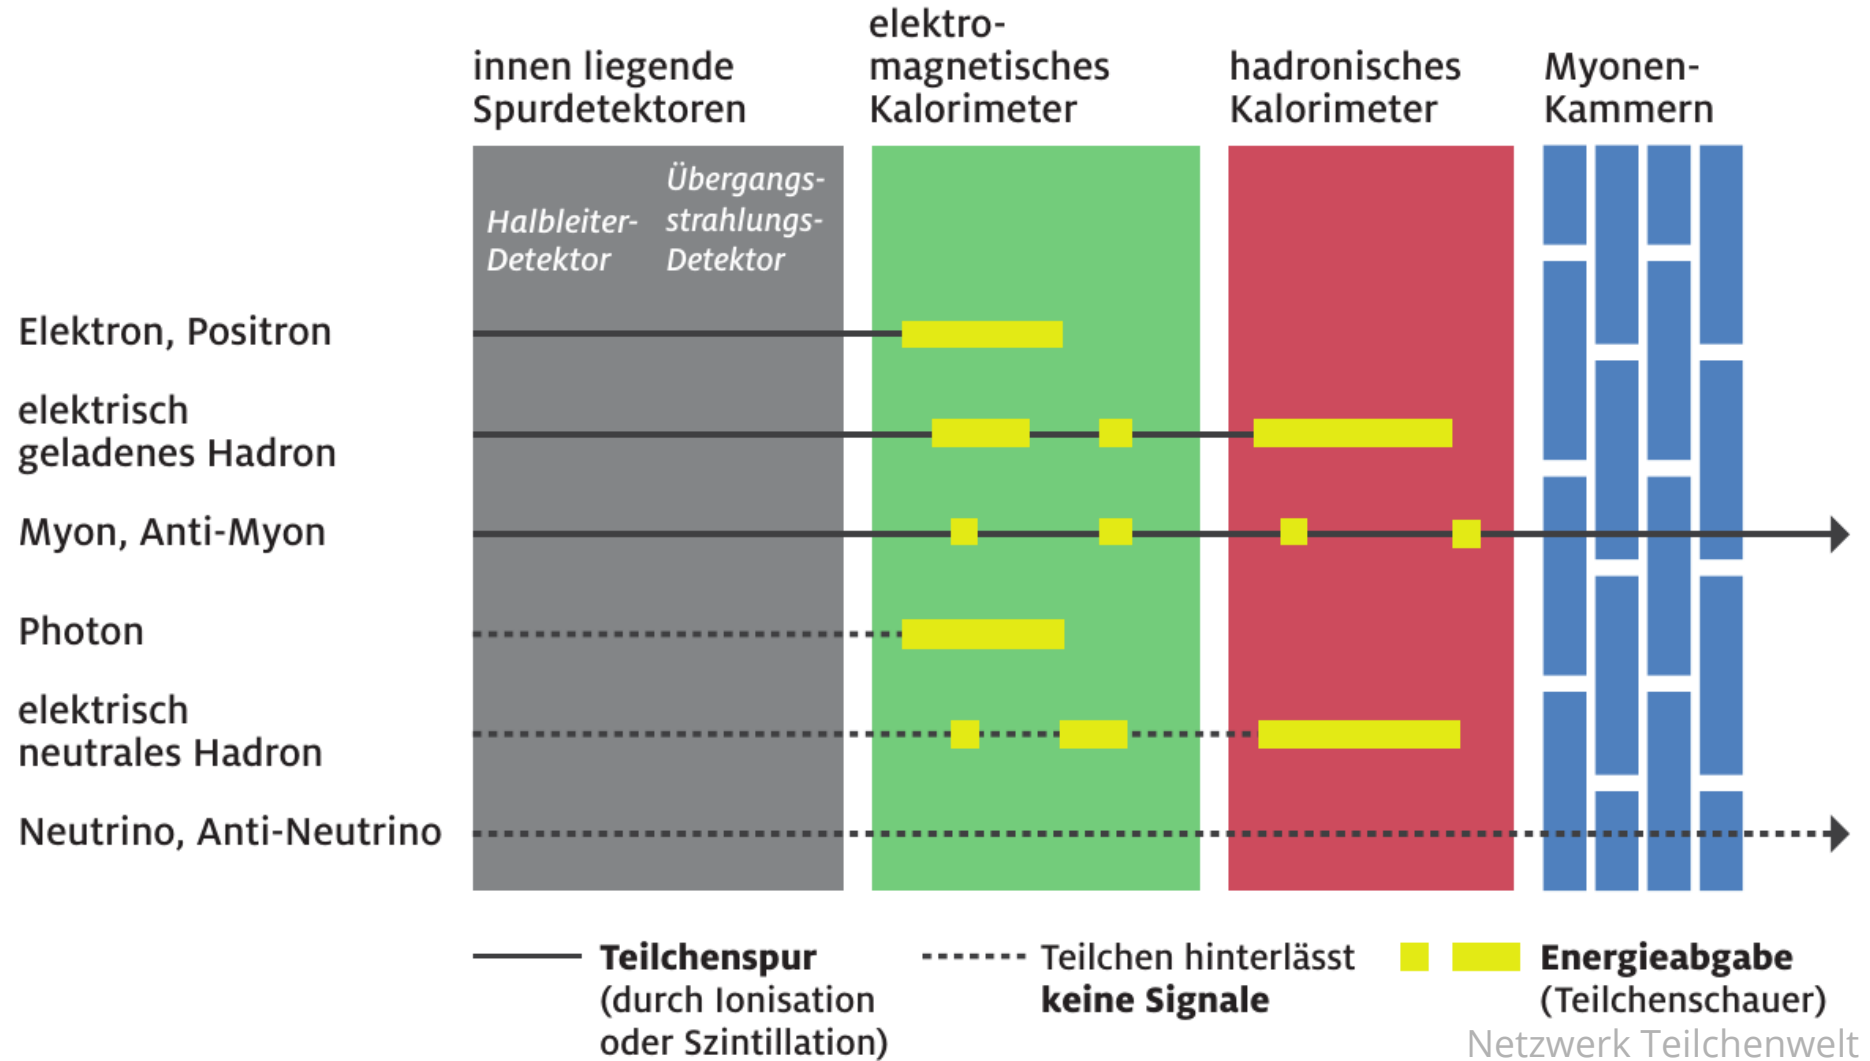 innen liegende
Spurdetektoren
elektro-
magnetisches
Kalorimeter
hadronisches
Kalorimeter
Myonen-
Kammern
Halbleiter-
Detektor
Übergangs-
strahlungs-
Detektor
Elektron, Positron
elektrisch
geladenes Hadron
Myon, Anti-Myon
Photon
elektrisch
neutrales Hadron
Neutrino, Anti-Neutrino
Teilchenspur
(durch Ionisation
oder Szintillation)
Teilchen hinterlässt
keine Signale
Energieabgabe
(Teilchenschauer)
Netzwerk Teilchenwelt